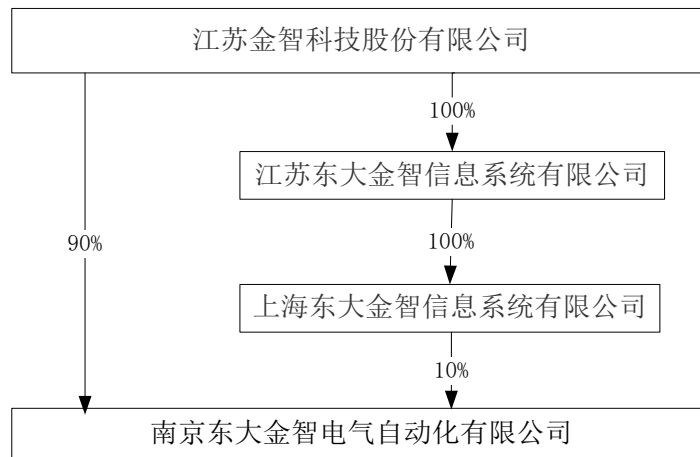 江苏金智科技股份有限公司
100%
江苏东大金智信息系统有限公司
90%
100%
上海东大金智信息系统有限公司
10%
南京东大金智电气自动化有限公司